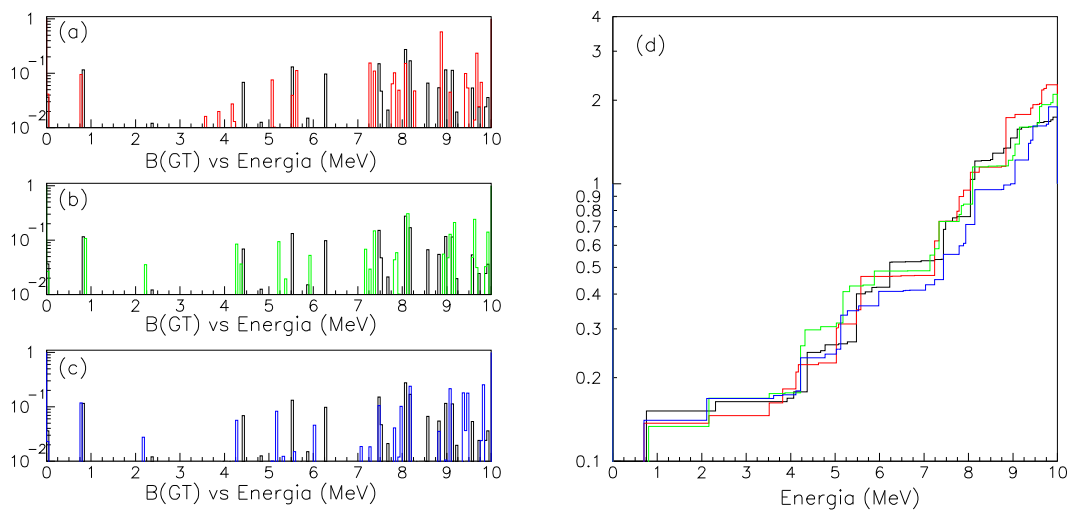 1
(a)
10-1
10-2
0 1 2 3 4 5 6 7 8 9 10
B(GT) vs Energia (MeV)
1
(b)
10-1
10-2
0 1 2 3 4 5 6 7 8 9 10
B(GT) vs Energia (MeV)
1
(c)
10-1
10-2
0 1 2 3 4 5 6 7 8 9 10
B(GT) vs Energia (MeV)
4
(d)
3
2
1
0.9
0.8
0.7
0.6
0.5
0.4
0.3
0.2
0.1
0 1 2 3 4 5 6 7 8 9 10
Energia (MeV)